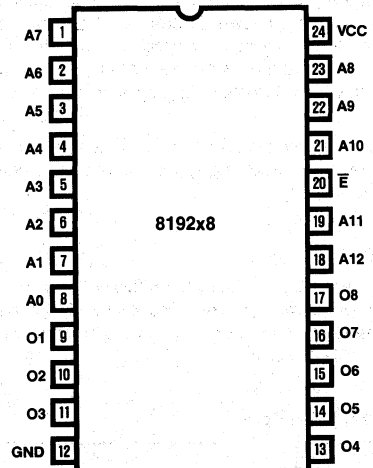 A7 1 24 VCC
A6 2 23 A8
A5 3 22 A9
A4 4 21 A10
A3 5 20 E̅
A2 6 8192x8 19 A11
A1 7 18 A12
A0 8 17 O8
O1 9 16 O7
O2 10 15 O6
O3 11 14 O5
GND 12 13 O4